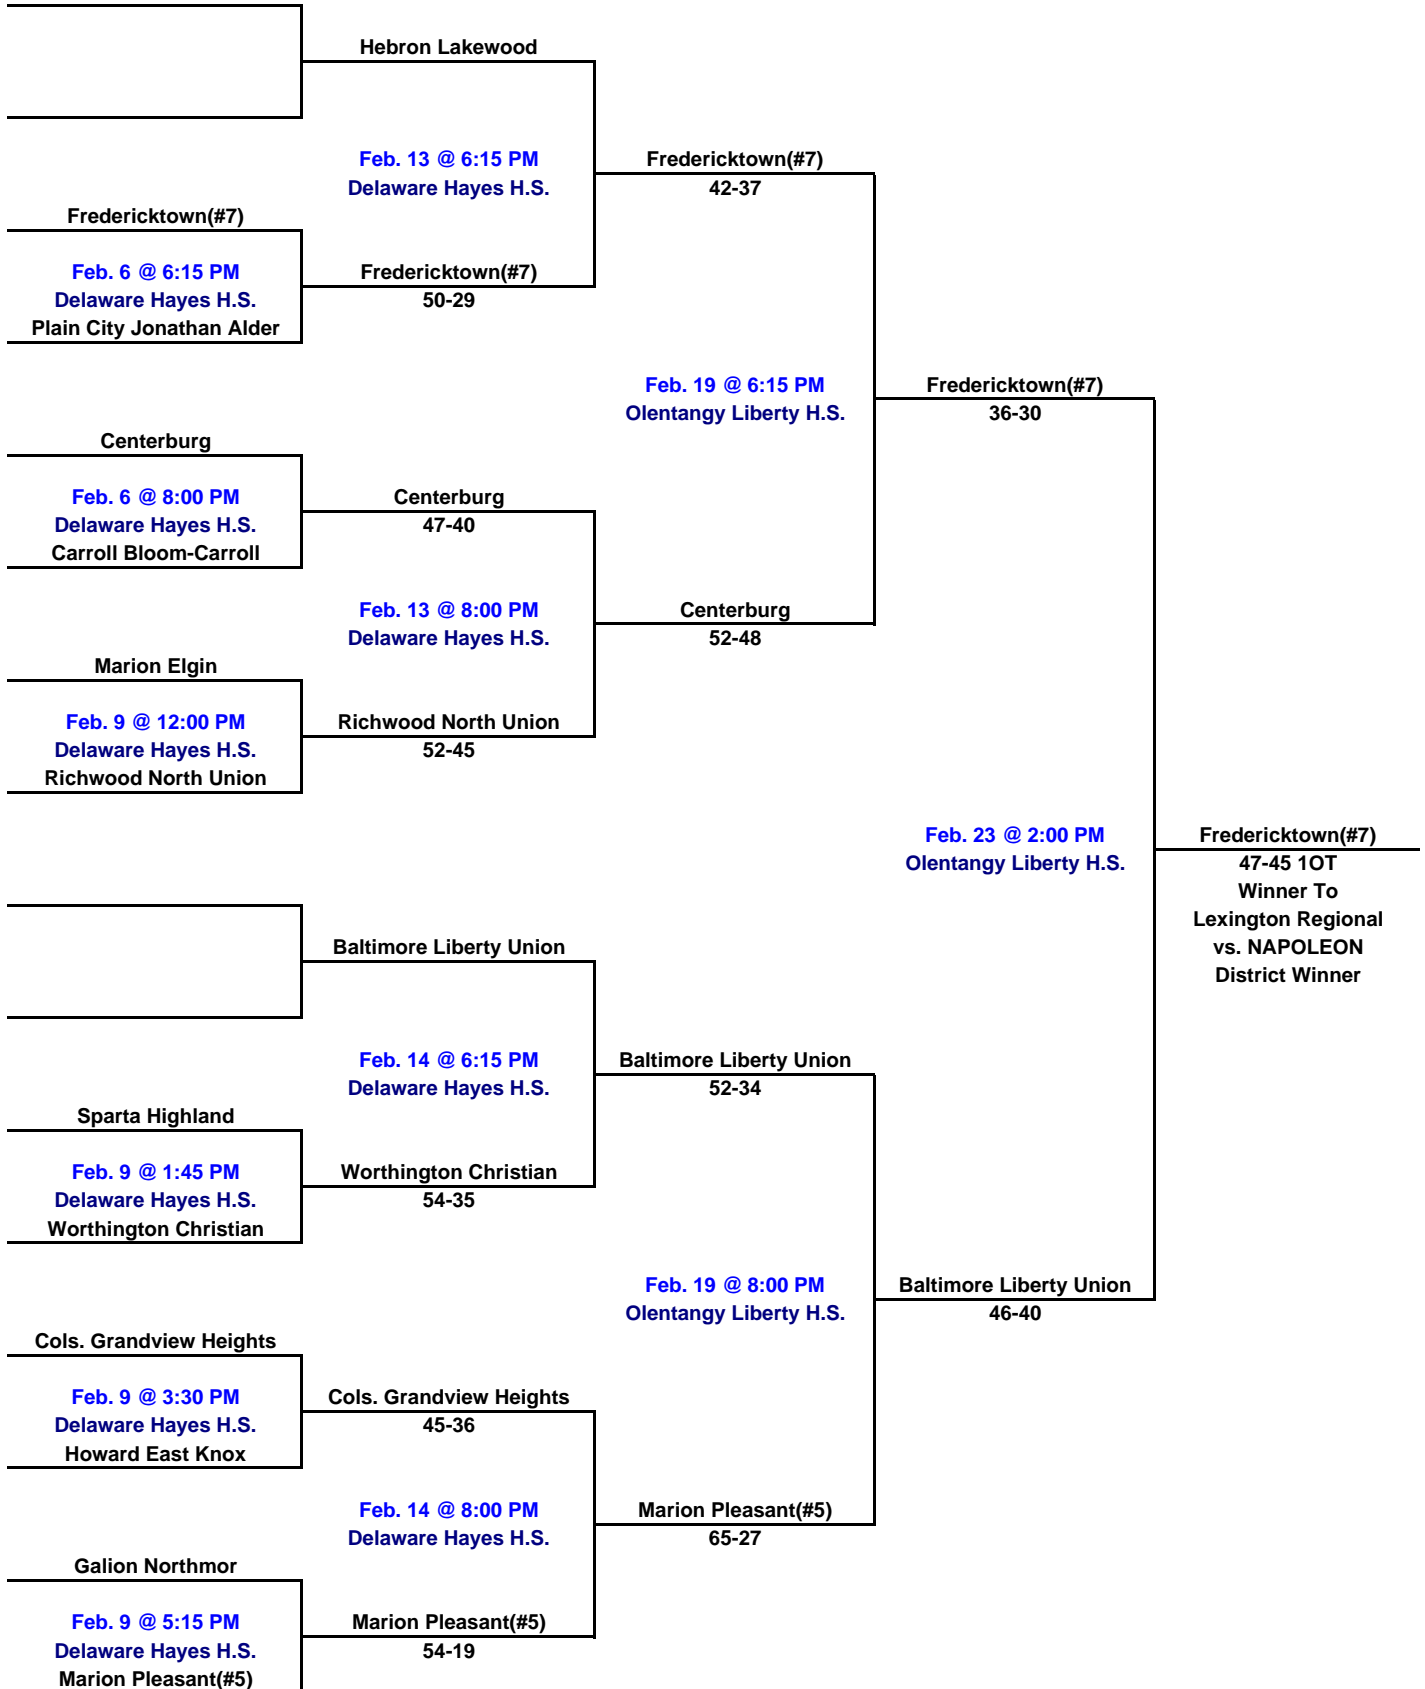 Hebron Lakewood
Feb. 13 @ 6:15 PM
Delaware Hayes H.S.
Fredericktown(#7)
42-37
Fredericktown(#7)
Feb. 6 @ 6:15 PM
Delaware Hayes H.S.
Plain City Jonathan Alder
Fredericktown(#7)
50-29
Feb. 19 @ 6:15 PM
Olentangy Liberty H.S.
Fredericktown(#7)
36-30
Centerburg
Feb. 6 @ 8:00 PM
Delaware Hayes H.S.
Carroll Bloom-Carroll
Centerburg
47-40
Feb. 13 @ 8:00 PM
Delaware Hayes H.S.
Centerburg
52-48
Marion Elgin
Feb. 9 @ 12:00 PM
Delaware Hayes H.S.
Richwood North Union
Richwood North Union
52-45
Feb. 23 @ 2:00 PM
Olentangy Liberty H.S.
Fredericktown(#7)
47-45 1OT
Winner To
Lexington Regional
vs. NAPOLEON
District Winner
Baltimore Liberty Union
Feb. 14 @ 6:15 PM
Delaware Hayes H.S.
Baltimore Liberty Union
52-34
Sparta Highland
Feb. 9 @ 1:45 PM
Delaware Hayes H.S.
Worthington Christian
Worthington Christian
54-35
Feb. 19 @ 8:00 PM
Olentangy Liberty H.S.
Baltimore Liberty Union
46-40
Cols. Grandview Heights
Feb. 9 @ 3:30 PM
Delaware Hayes H.S.
Howard East Knox
Cols. Grandview Heights
45-36
Feb. 14 @ 8:00 PM
Delaware Hayes H.S.
Marion Pleasant(#5)
65-27
Galion Northmor
Feb. 9 @ 5:15 PM
Delaware Hayes H.S.
Marion Pleasant(#5)
Marion Pleasant(#5)
54-19